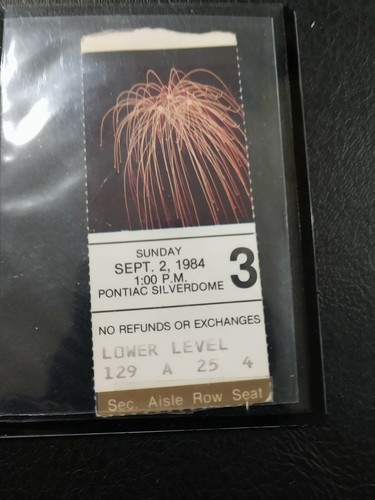 SUNDAY
SEPT. 2, 1984
1:00 P.M.
PONTIAC SILVERDOME
3
NO REFUNDS OR EXCHANGES
LOWER LEVEL
129 A 25 4
Sec. Aisle Row Seat